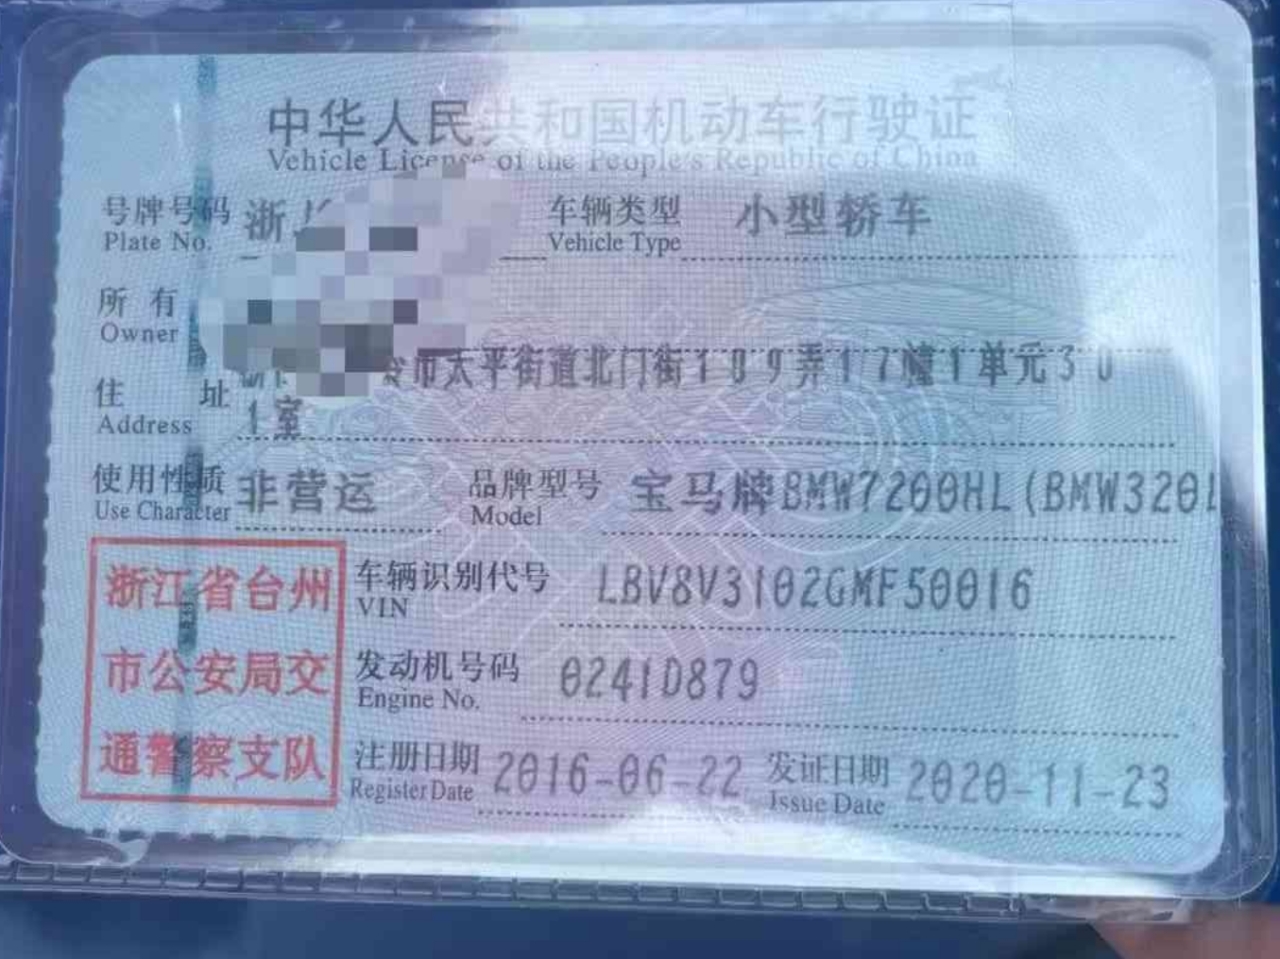 中华人民共和国机动车行驶证
Vehicle License of the People's Republic of China
号牌号码 浙J 车辆类型 小型轿车
Plate No. Vehicle Type
所有
Owner
市太平街道北门街189弄17幢1单元30
住址 1室
Address
使用性质 非营运 品牌型号 宝马牌BMW7200HL(BMW320L
Use Character Model
浙江省台州 车辆识别代号 LBV8V3102GMF50016
VIN
市公安局交 发动机号码 0241D879
Engine No.
通警察支队 注册日期 2016-06-22 发证日期 2020-11-23
Register Date Issue Date